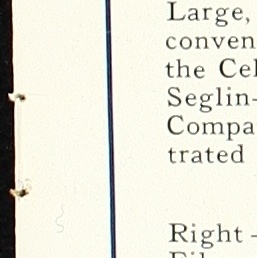 Large,
conven
the Cel
Seglin-
Compa
trated
Right -